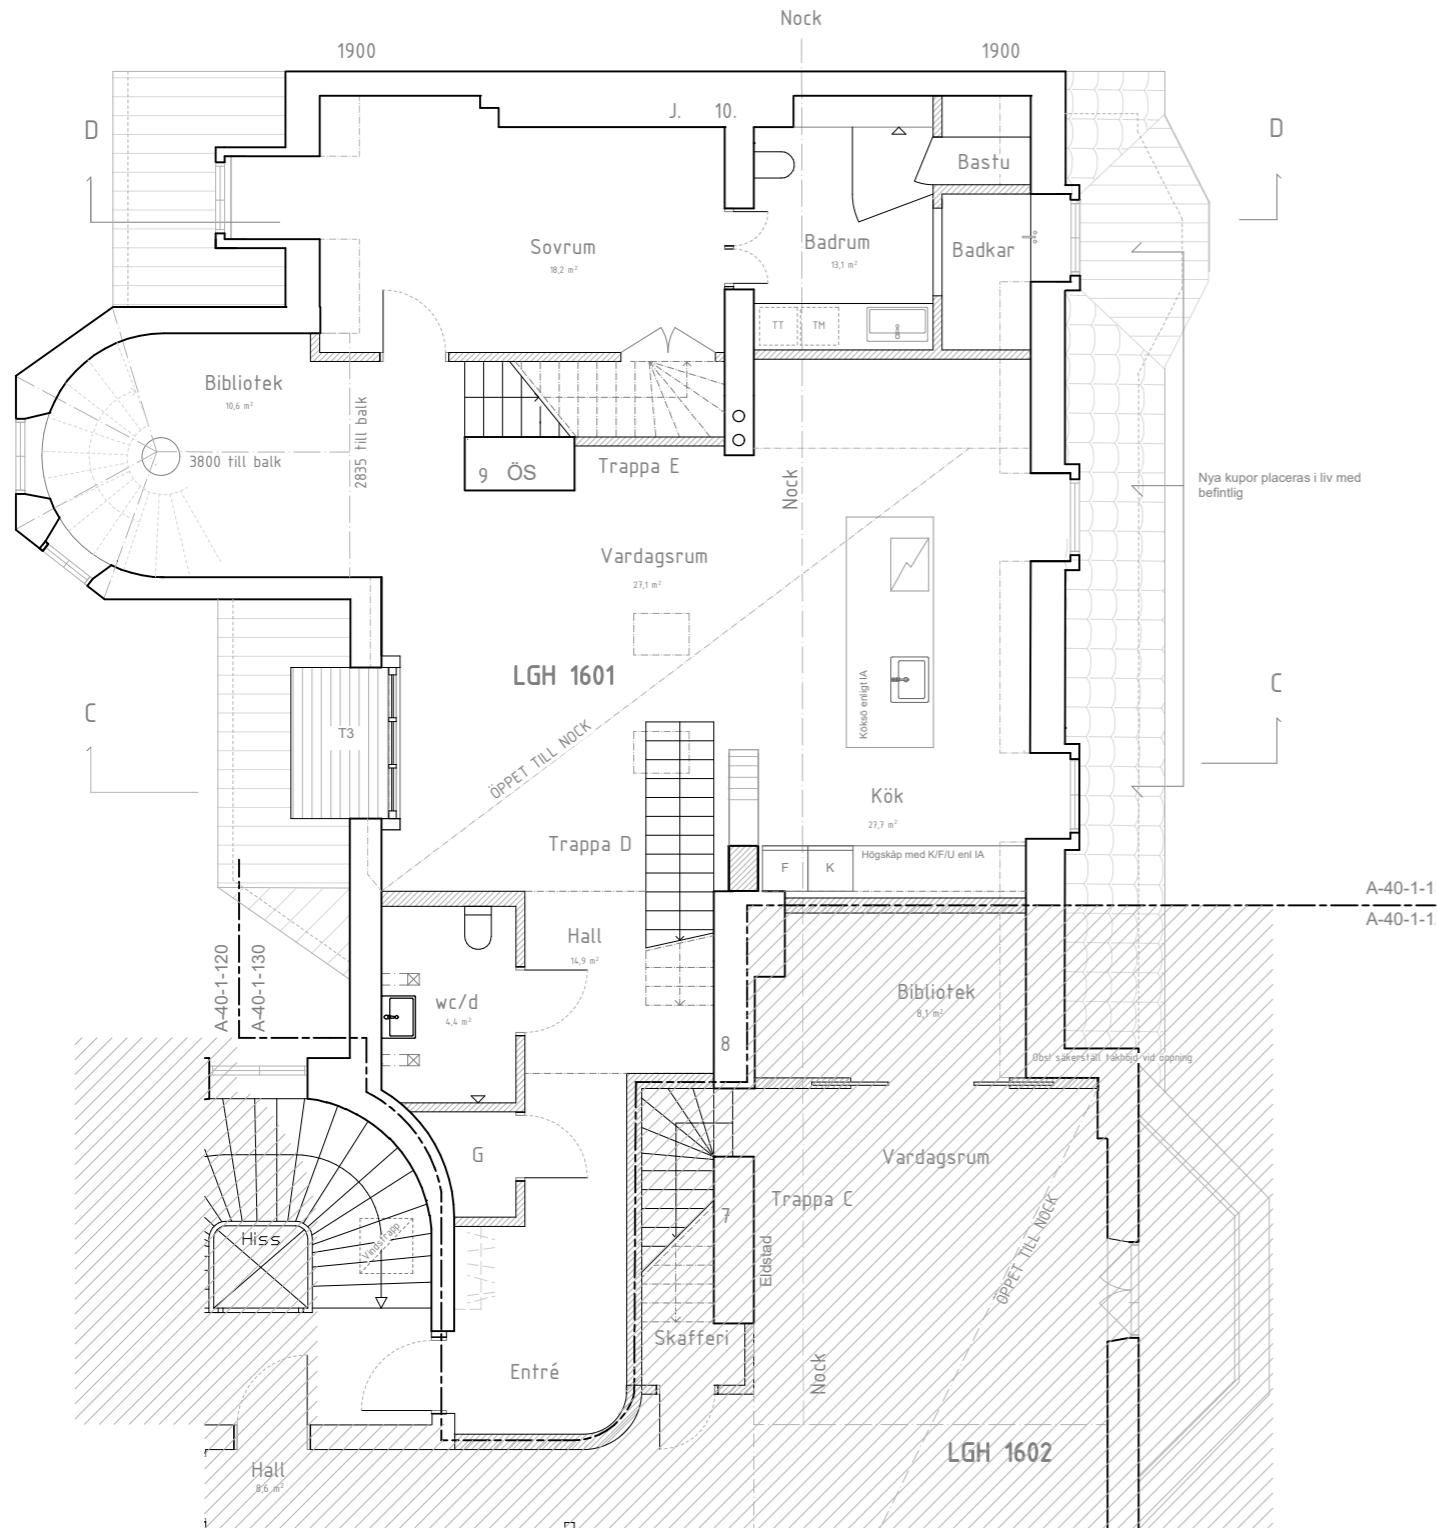 Nock
1900
1900
J. 10.
D
D
Bastu
Sovrum
18,2 m²
Badrum
13,1 m²
Badkar
TT
TM
Bibliotek
10,6 m²
2835 till balk
3800 till balk
9 ÖS
Trappa E
Nock
Nya kupor placeras i liv med
befintlig
Vardagsrum
27,1 m²
LGH 1601
Köksö enligt IA
C
C
T3
ÖPPET TILL NOCK
Kök
27,7 m²
Trappa D
Högskåp med K/F/U enl IA
F
K
A-40-1-1
A-40-1-1
A-40-1-120
A-40-1-130
Hall
14,9 m²
wc/d
4,4 m²
Bibliotek
8,1 m²
8
Obs! säkerställ takhöjd vid öppning
G
Vardagsrum
Trappa C
7
Eldstad
ÖPPET TILL NOCK
Hiss
Vindstrapp
Skafferi
Entré
Nock
LGH 1602
Hall
8,6 m²